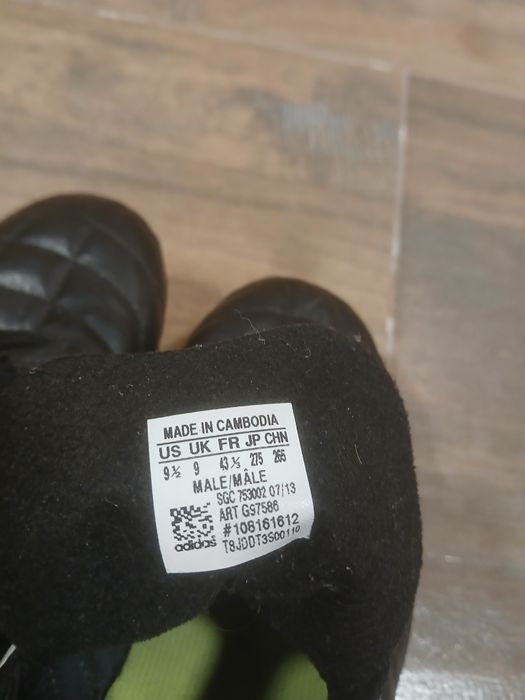 MADE IN CAMBODIA
US UK FR JP CHN
9½ 9 43⅓ 275 265
MALE/MÂLE
SGC 753002 07/13
ART G97586
#108161612
adidas T8JDDT3S00110